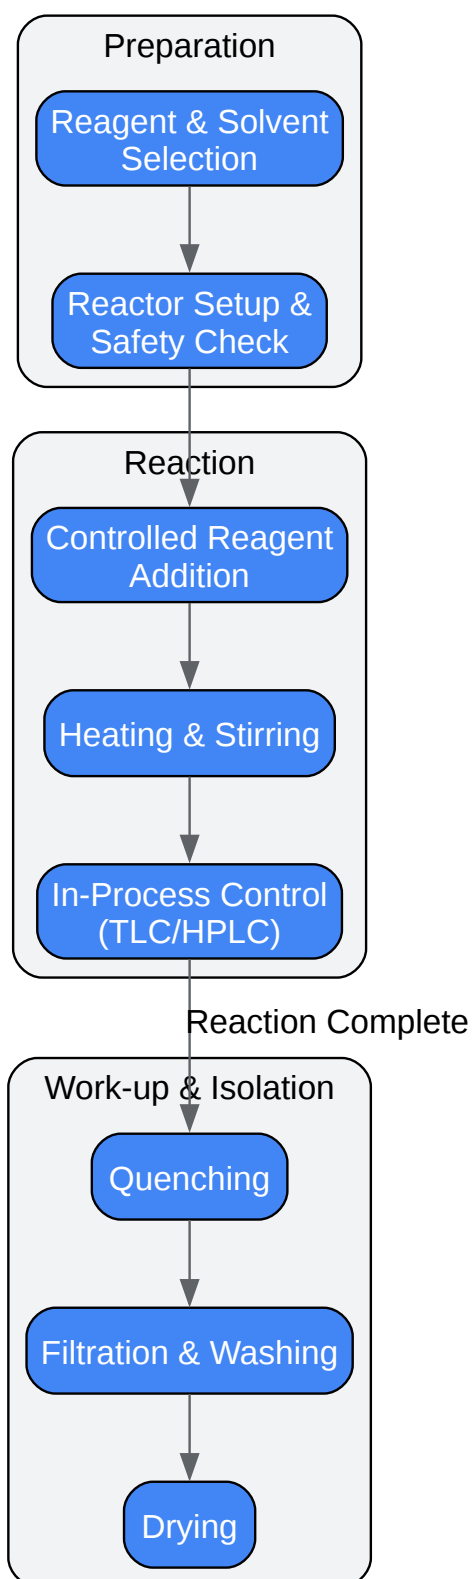 Preparation
Reagent & Solvent
Selection
Reactor Setup &
Safety Check
Reaction
Controlled Reagent
Addition
Heating & Stirring
In-Process Control
(TLC/HPLC)
Reaction Complete
Work-up & Isolation
Quenching
Filtration & Washing
Drying